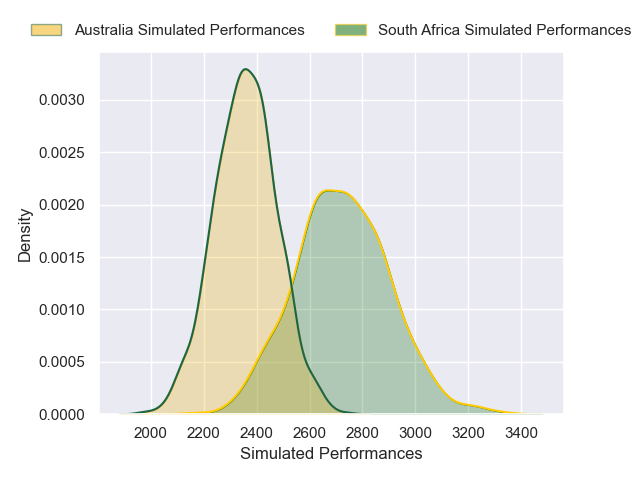 Australia Simulated Performances South Africa Simulated Performances
0.0030
0.0025
0.0020
0.0015
0.0010
0.0005
0.0000
Density
2000 2200 2400 2600 2800 3000 3200 3400
Simulated Performances